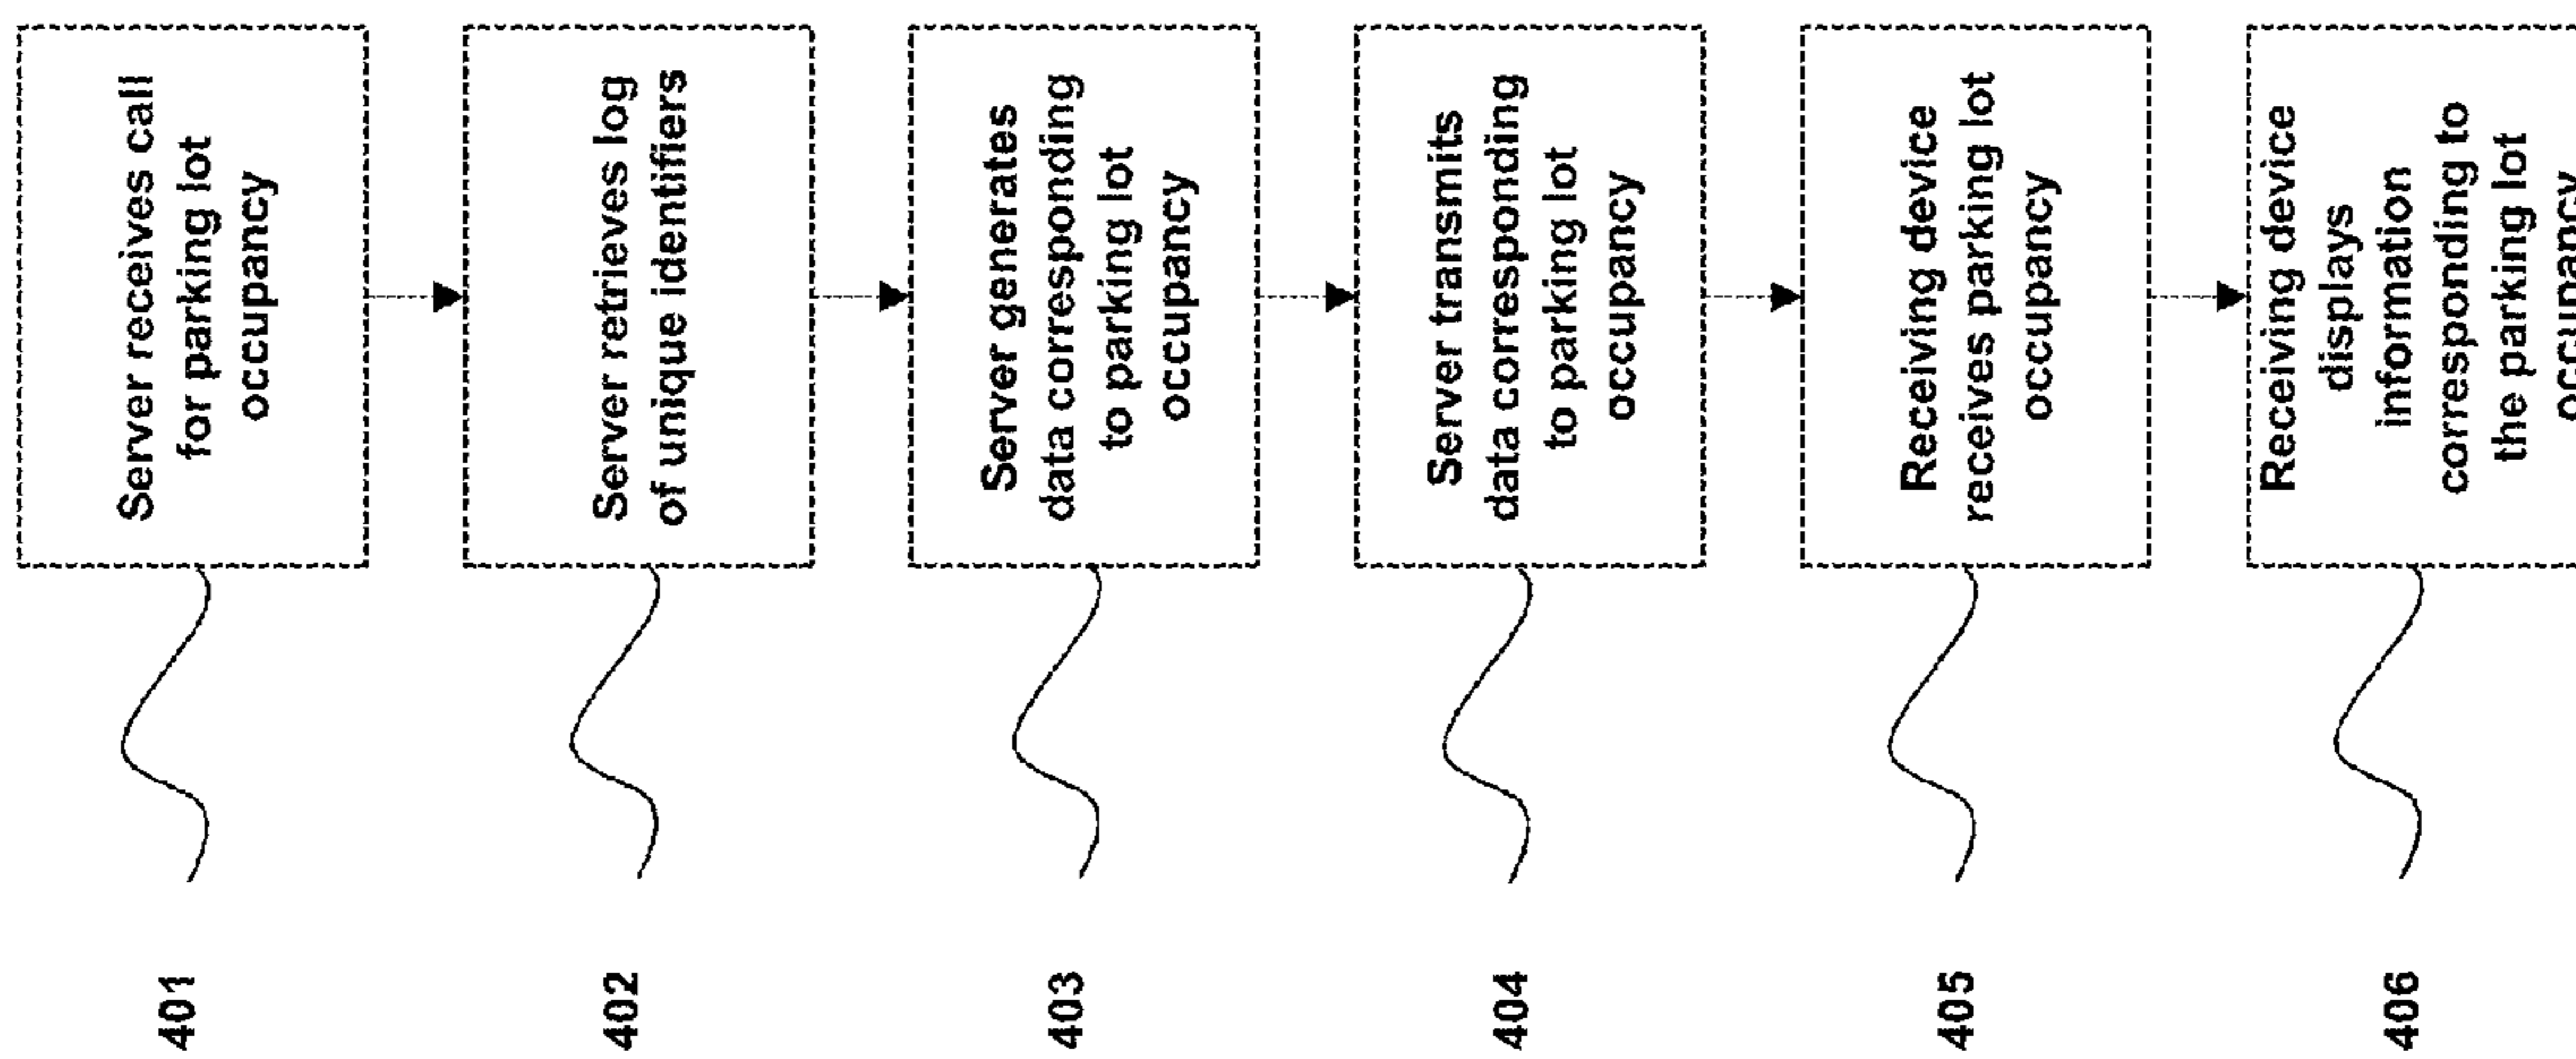 401
Server receives call
for parking lot
occupancy
402
Server retrieves log
of unique identifiers
403
Server generates
data corresponding
to parking lot
occupancy
404
Server transmits
data corresponding
to parking lot
occupancy
405
Receiving device
receives parking lot
occupancy
406
Receiving device
displays
information
corresponding to
the parking lot
occupancy